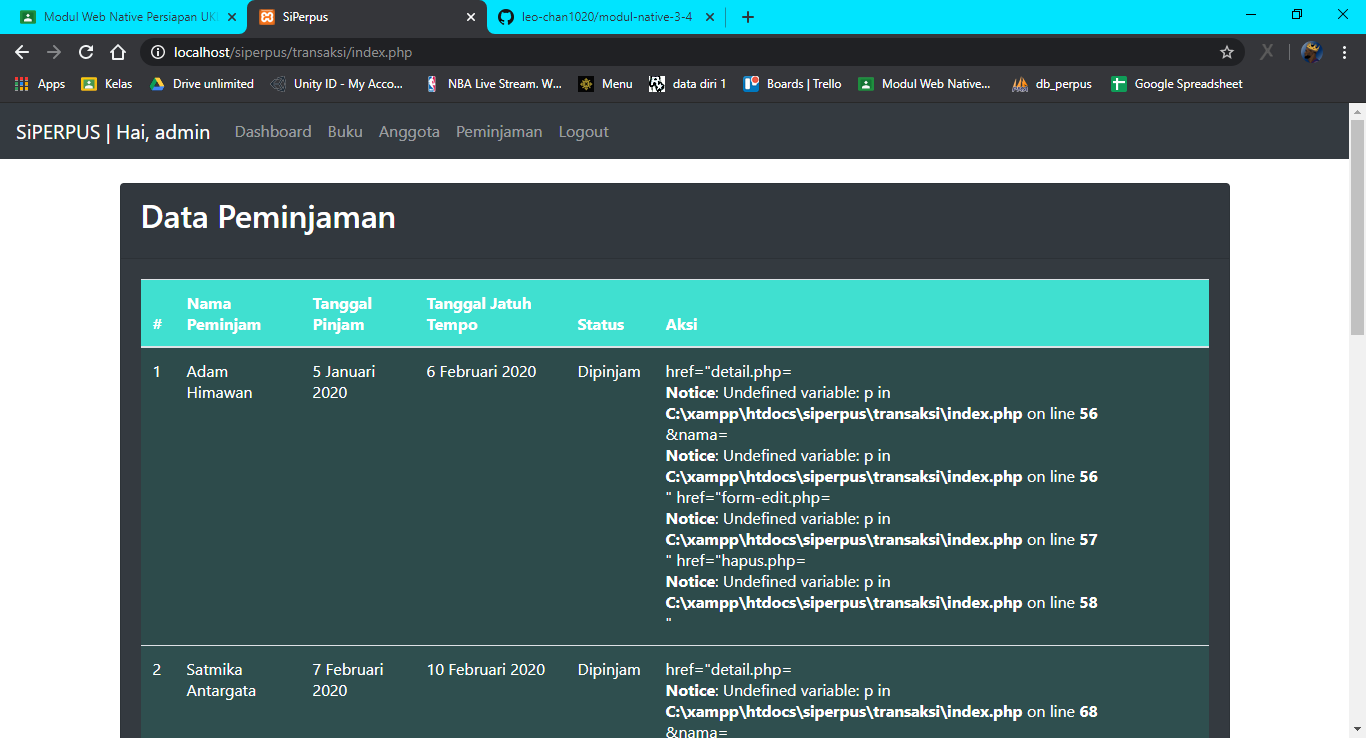 Modul Web Native Persiapan UK
SiPerpus
leo-chan1020/modul-native-3-4
localhost/siperpus/transaksi/index.php
Apps
Kelas
Drive unlimited
Unity ID - My Acco...
NBA Live Stream. W...
Menu
data diri 1
Boards | Trello
Modul Web Native...
db_perpus
Google Spreadsheet
SiPERPUS | Hai, admin
Dashboard
Buku
Anggota
Peminjaman
Logout
Data Peminjaman
#
Nama
Peminjam
Tanggal
Pinjam
Tanggal Jatuh
Tempo
Status
Aksi
1
Adam
Himawan
5 Januari
2020
6 Februari 2020
Dipinjam
href="detail.php=
Notice: Undefined variable: p in
C:\xampp\htdocs\siperpus\transaksi\index.php on line 56
&nama=
Notice: Undefined variable: p in
C:\xampp\htdocs\siperpus\transaksi\index.php on line 56
" href="form-edit.php=
Notice: Undefined variable: p in
C:\xampp\htdocs\siperpus\transaksi\index.php on line 57
" href="hapus.php=
Notice: Undefined variable: p in
C:\xampp\htdocs\siperpus\transaksi\index.php on line 58
"
2
Satmika
Antargata
7 Februari
2020
10 Februari 2020
Dipinjam
href="detail.php=
Notice: Undefined variable: p in
C:\xampp\htdocs\siperpus\transaksi\index.php on line 68
&nama=